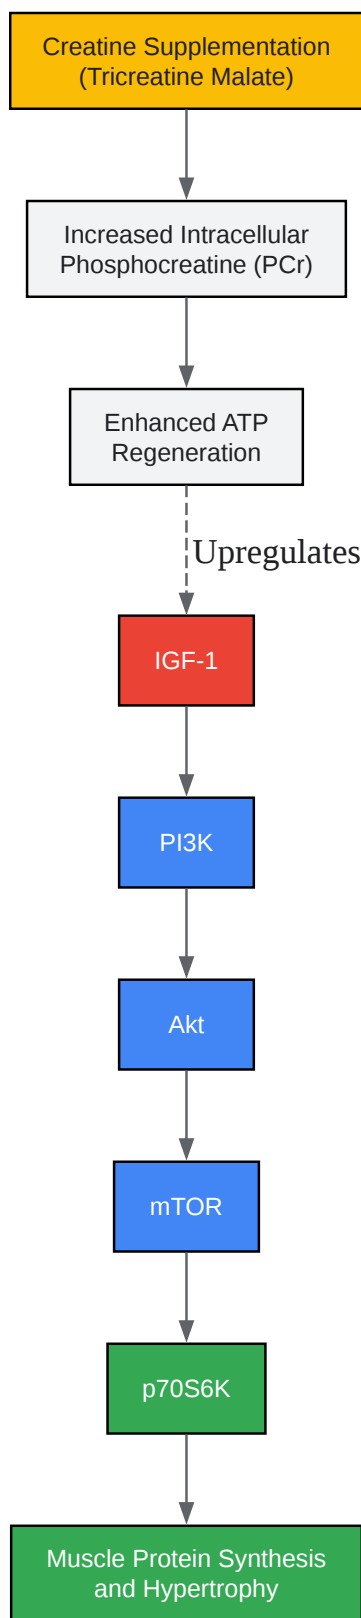 Creatine Supplementation
(Tricreatine Malate)
Increased Intracellular
Phosphocreatine (PCr)
Enhanced ATP
Regeneration
Upregulates
IGF-1
PI3K
Akt
mTOR
p70S6K
Muscle Protein Synthesis
and Hypertrophy